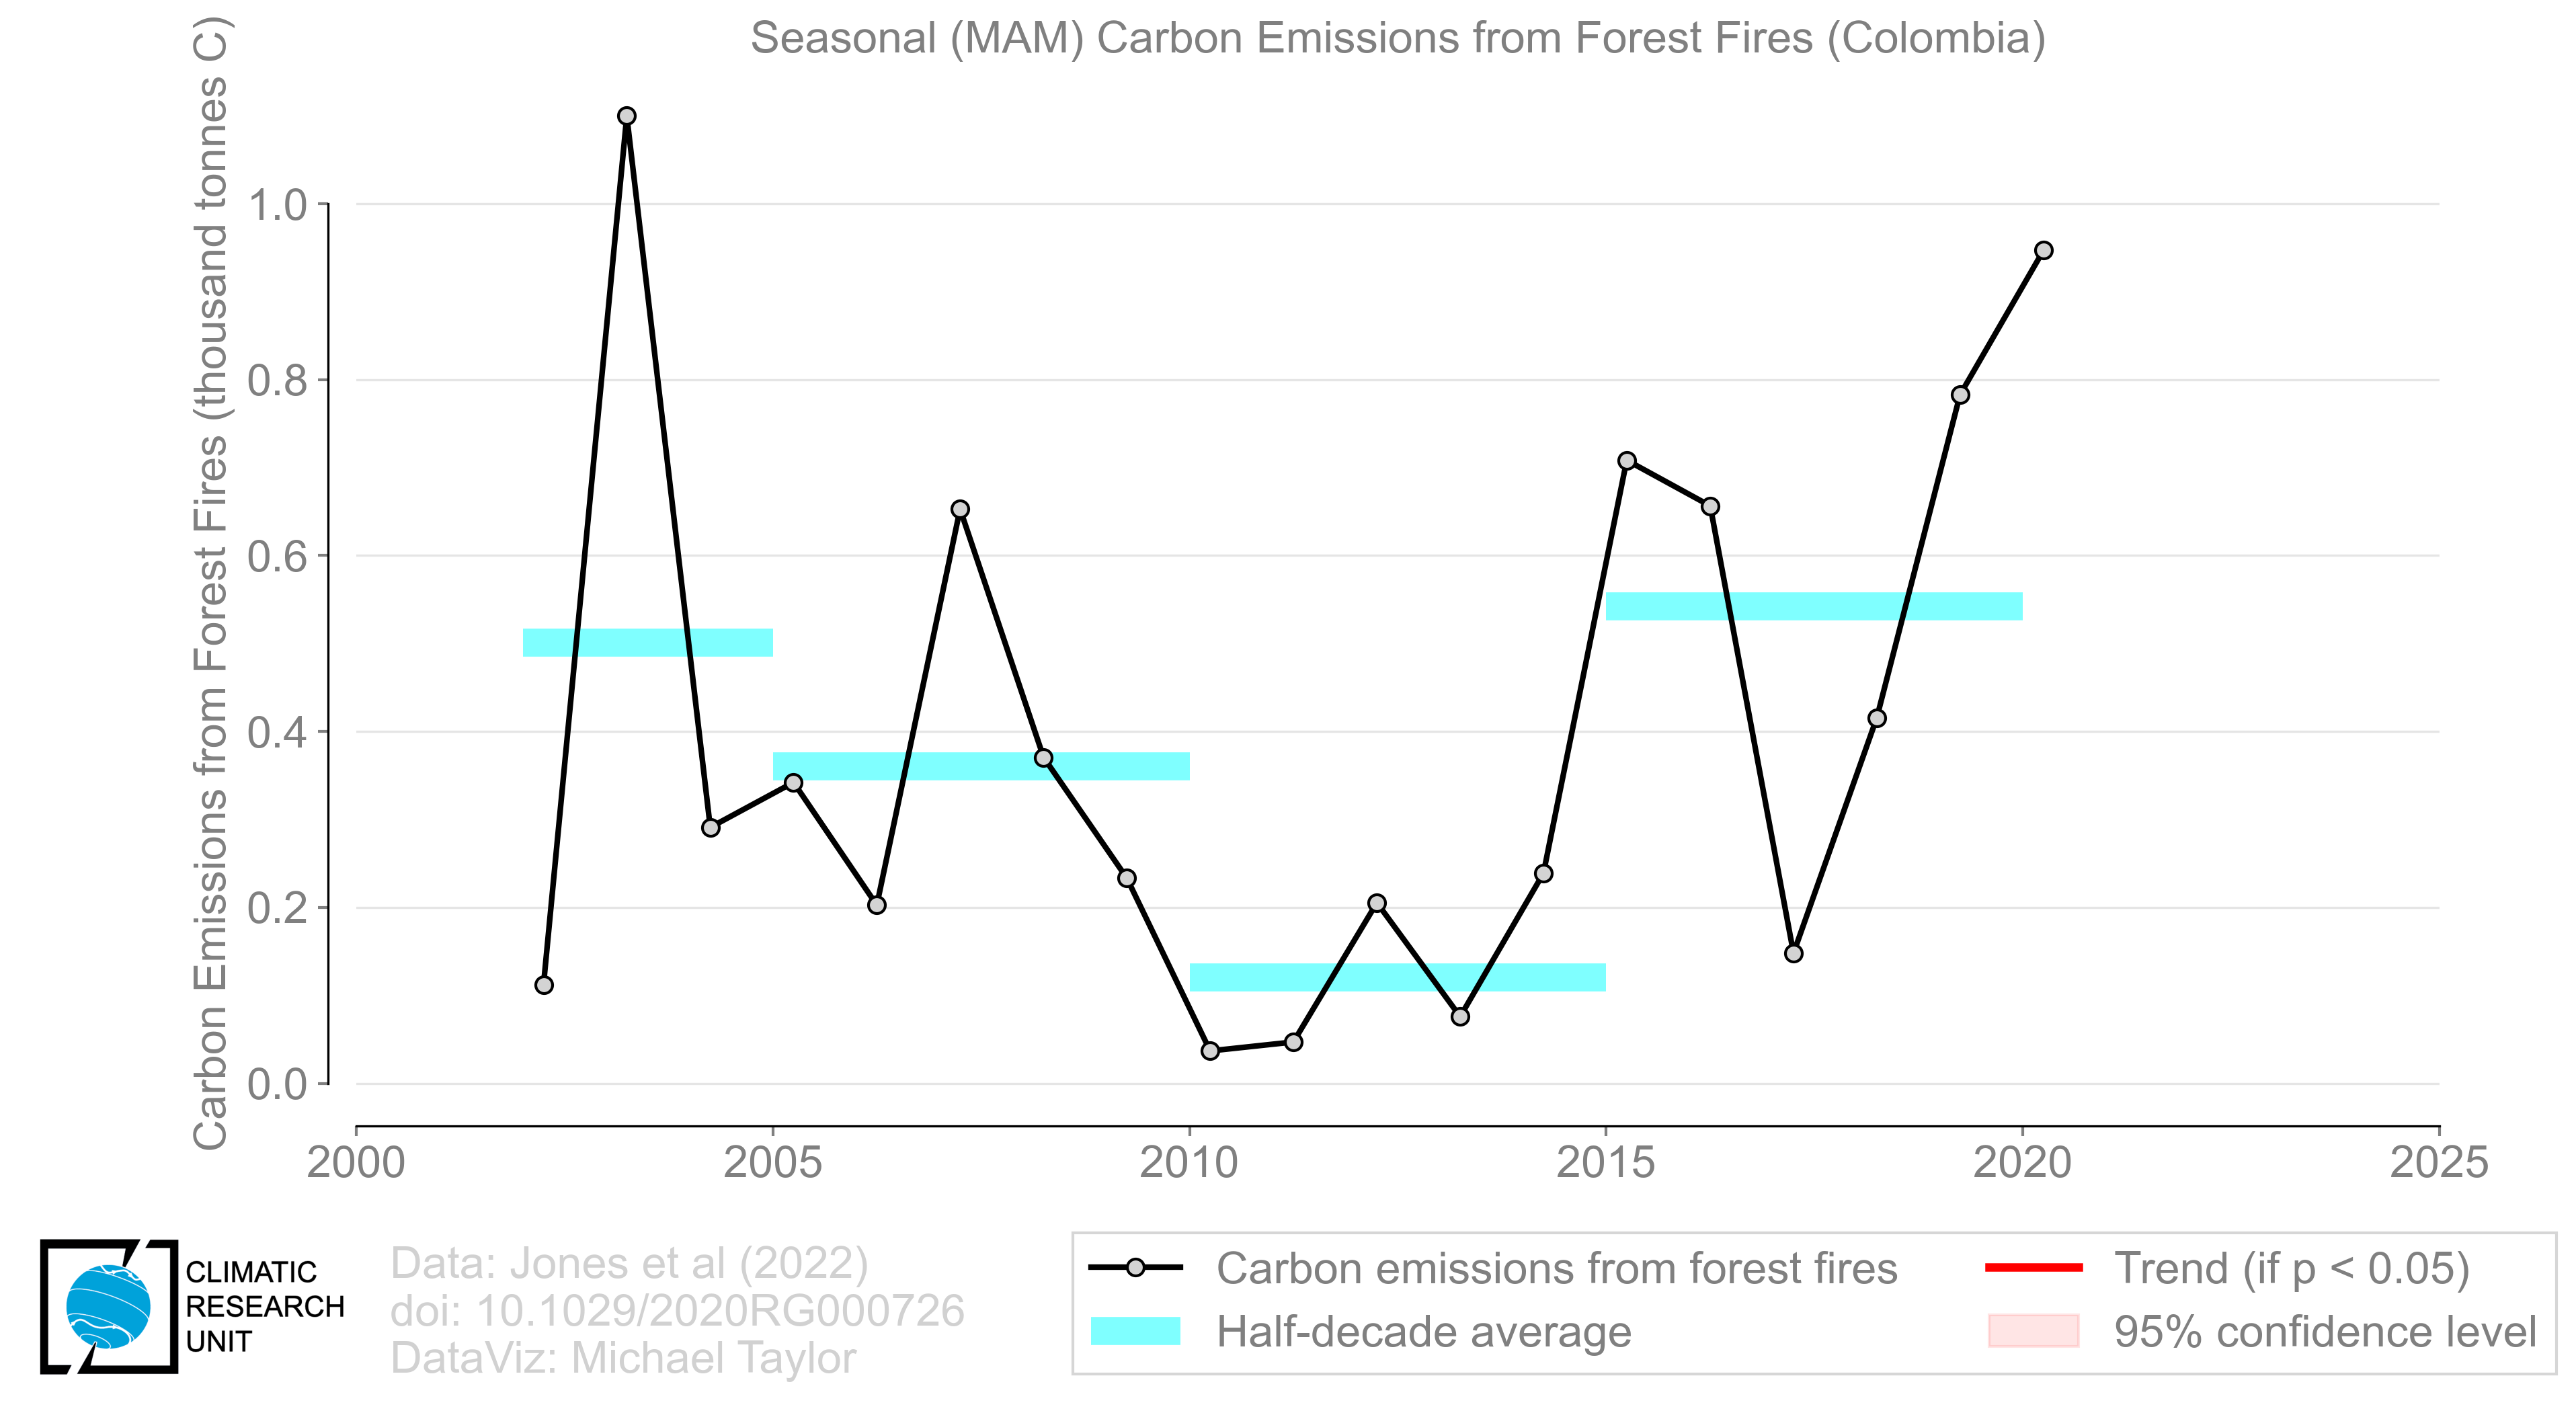 Seasonal (MAM) Carbon Emissions from Forest Fires (Colombia)
Carbon Emissions from Forest Fires (thousand tonnes C)
1.0
0.8
0.6
0.4
0.2
0.0
2000 2005 2010 2015 2020 2025
CLIMATIC
RESEARCH
UNIT
Data: Jones et al (2022)
doi: 10.1029/2020RG000726
DataViz: Michael Taylor
Carbon emissions from forest fires
Half-decade average
Trend (if p < 0.05)
95% confidence level